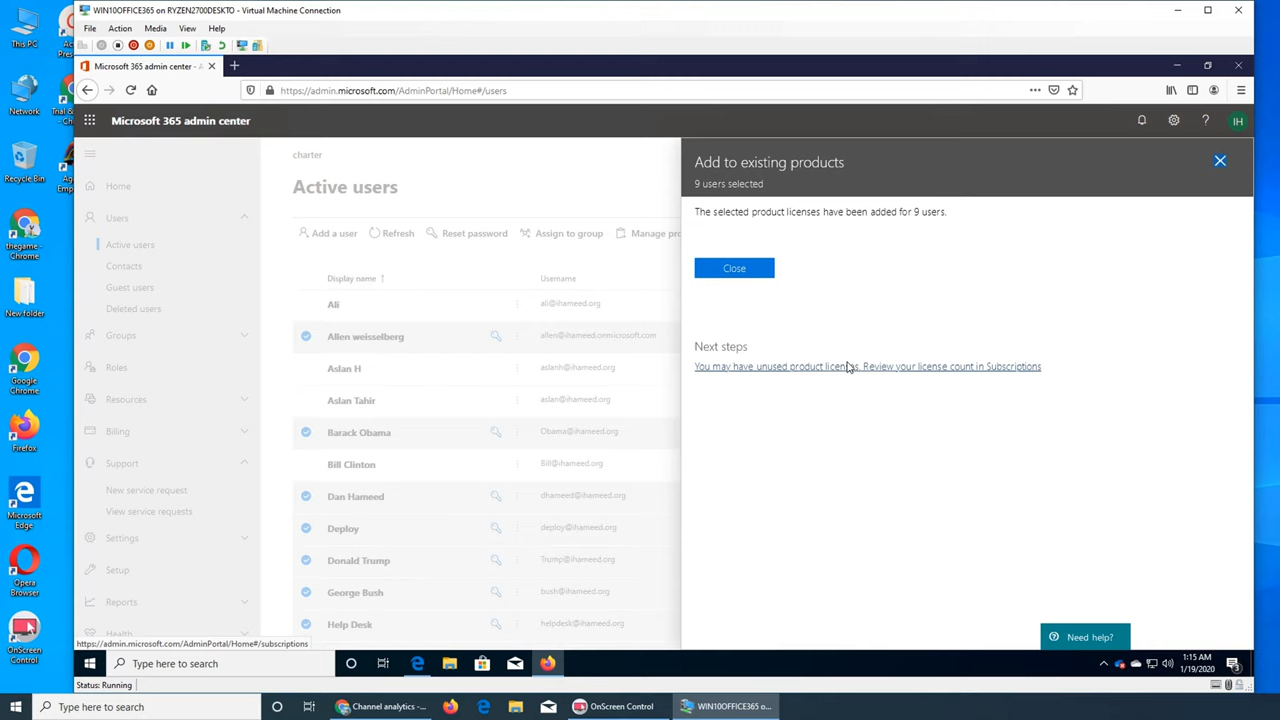 WIN10OFFICE365 on RYZEN2700DESKTO - Virtual Machine Connection
File Action Media View Help
Microsoft 365 admin center -
https://admin.microsoft.com/AdminPortal/Home#/users
Microsoft 365 admin center
IH
This PC
Network
Recycle Bin
thegame - Chrome
New folder
Google Chrome
Firefox
Microsoft Edge
Opera Browser
OnScreen Control
Home
Users
Active users
Contacts
Guest users
Deleted users
Groups
Roles
Resources
Billing
Support
New service request
View service requests
Settings
Setup
Reports
Health
charter
Active users
Add a user Refresh Reset password Assign to group Manage pro
Display name ↑ Username
Ali ali@ihameed.org
Allen weisselberg allen@ihameed.onmicrosoft.com
Aslan H aslanh@ihameed.org
Aslan Tahir aslan@ihameed.org
Barack Obama Obama@ihameed.org
Bill Clinton Bill@ihameed.org
Dan Hameed dhameed@ihameed.org
Deploy deploy@ihameed.org
Donald Trump Trump@ihameed.org
George Bush bush@ihameed.org
Help Desk helpdesk@ihameed.org
Add to existing products
9 users selected
The selected product licenses have been added for 9 users.
Close
Next steps
You may have unused product licenses. Review your license count in Subscriptions
Need help?
https://admin.microsoft.com/AdminPortal/Home#/subscriptions
Type here to search
1:15 AM
1/19/2020
3
Status: Running
Type here to search
Channel analytics -...
OnScreen Control
WIN10OFFICE365 o...